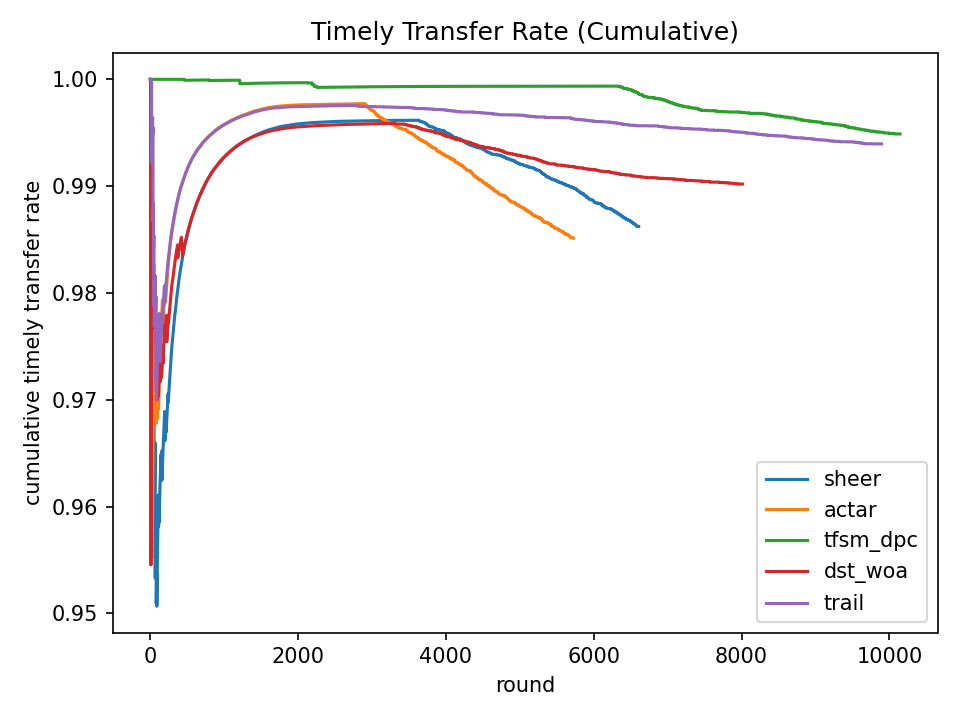 Timely Transfer Rate (Cumulative)
cumulative timely transfer rate
1.00
0.99
0.98
0.97
0.96
0.95
0
2000
4000
6000
8000
10000
round
sheer
actar
tfsm_dpc
dst_woa
trail